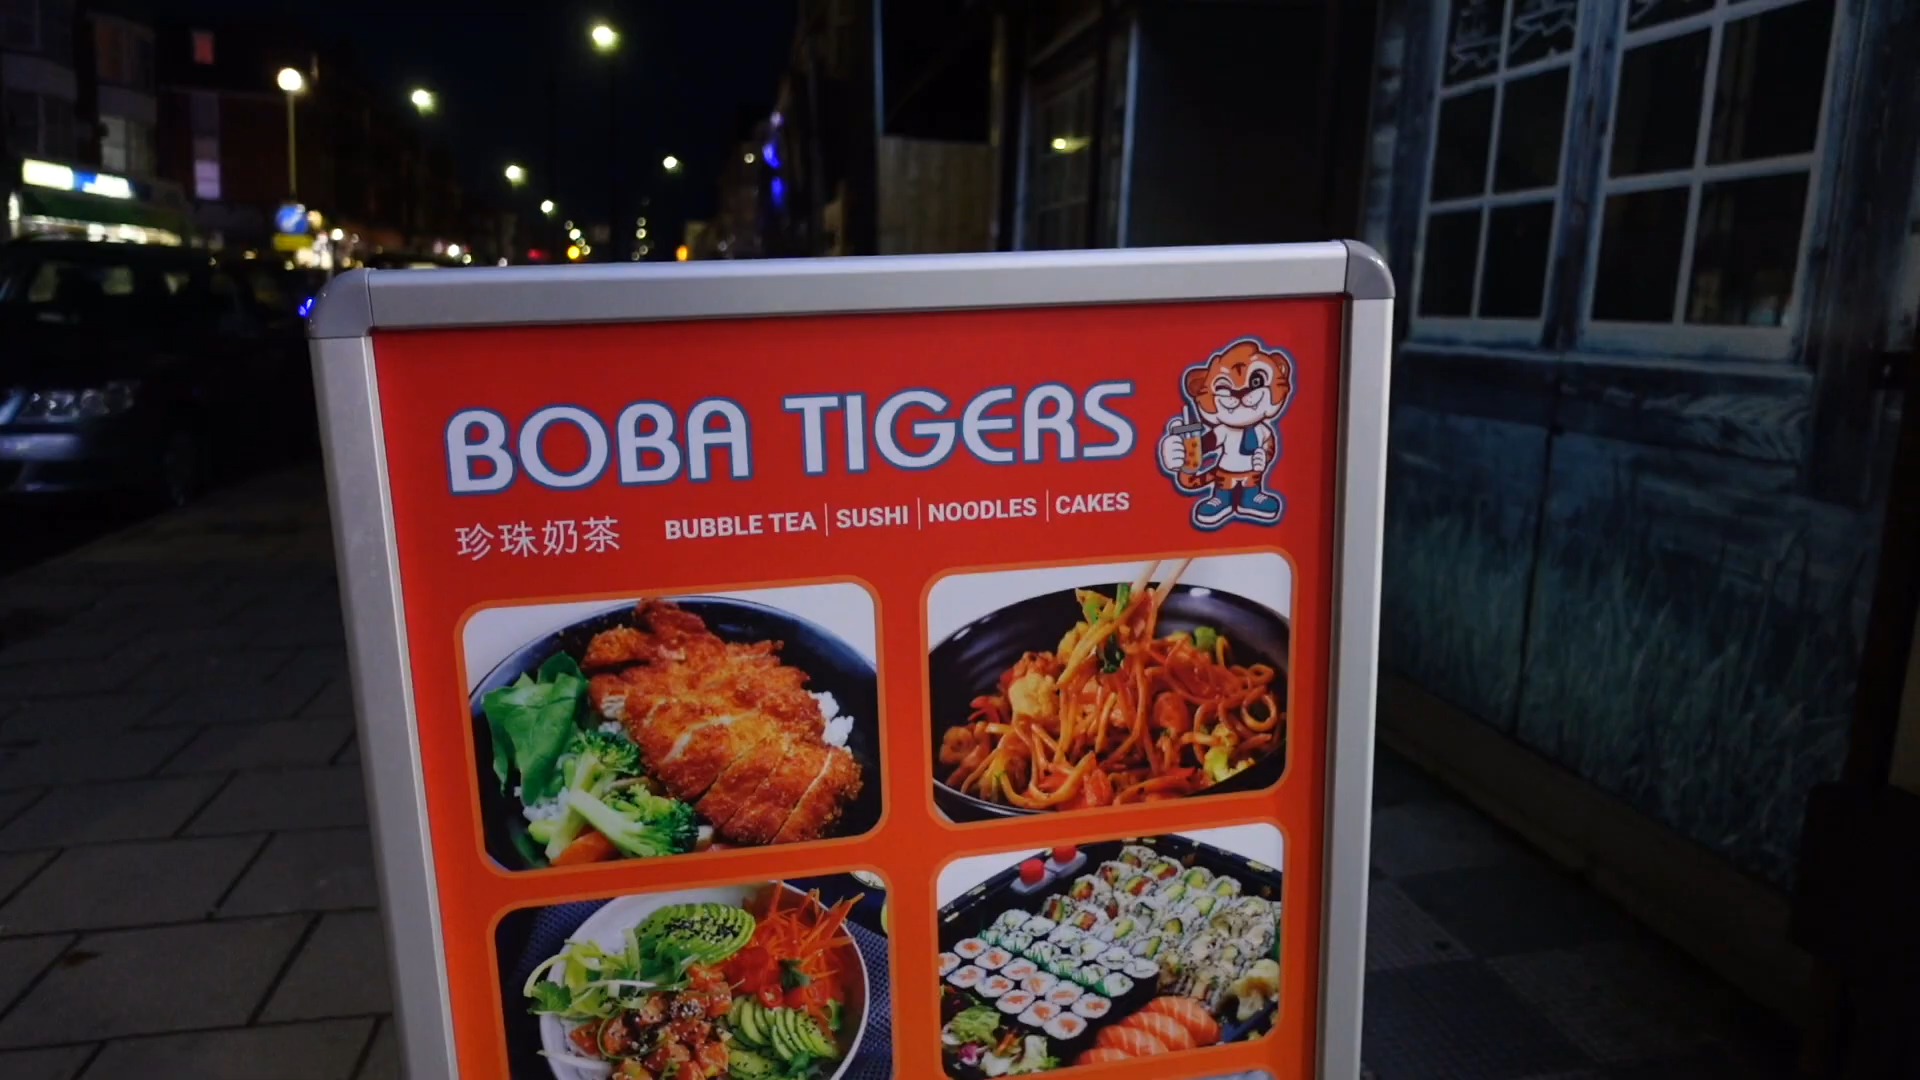 BOBA TIGERS
珍珠奶茶
BUBBLE TEA | SUSHI | NOODLES | CAKES